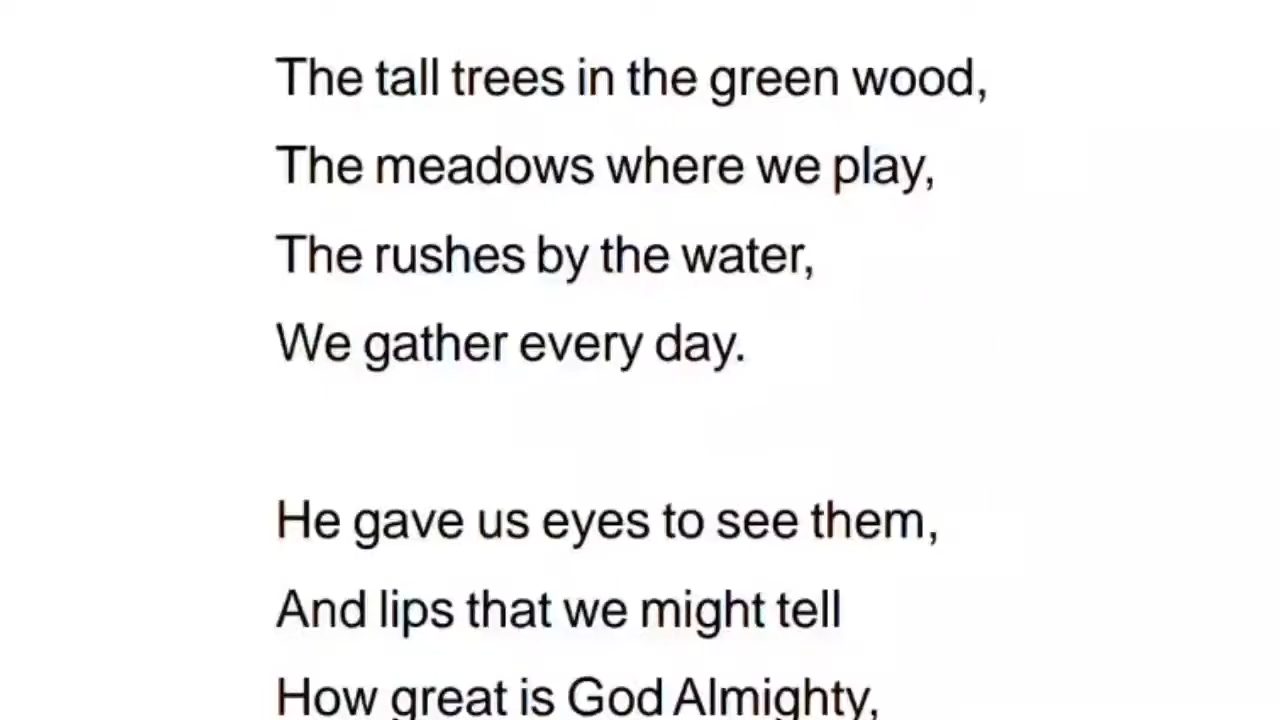 The tall trees in the green wood,
The meadows where we play,
The rushes by the water,
We gather every day.
He gave us eyes to see them,
And lips that we might tell
How great is God Almighty,